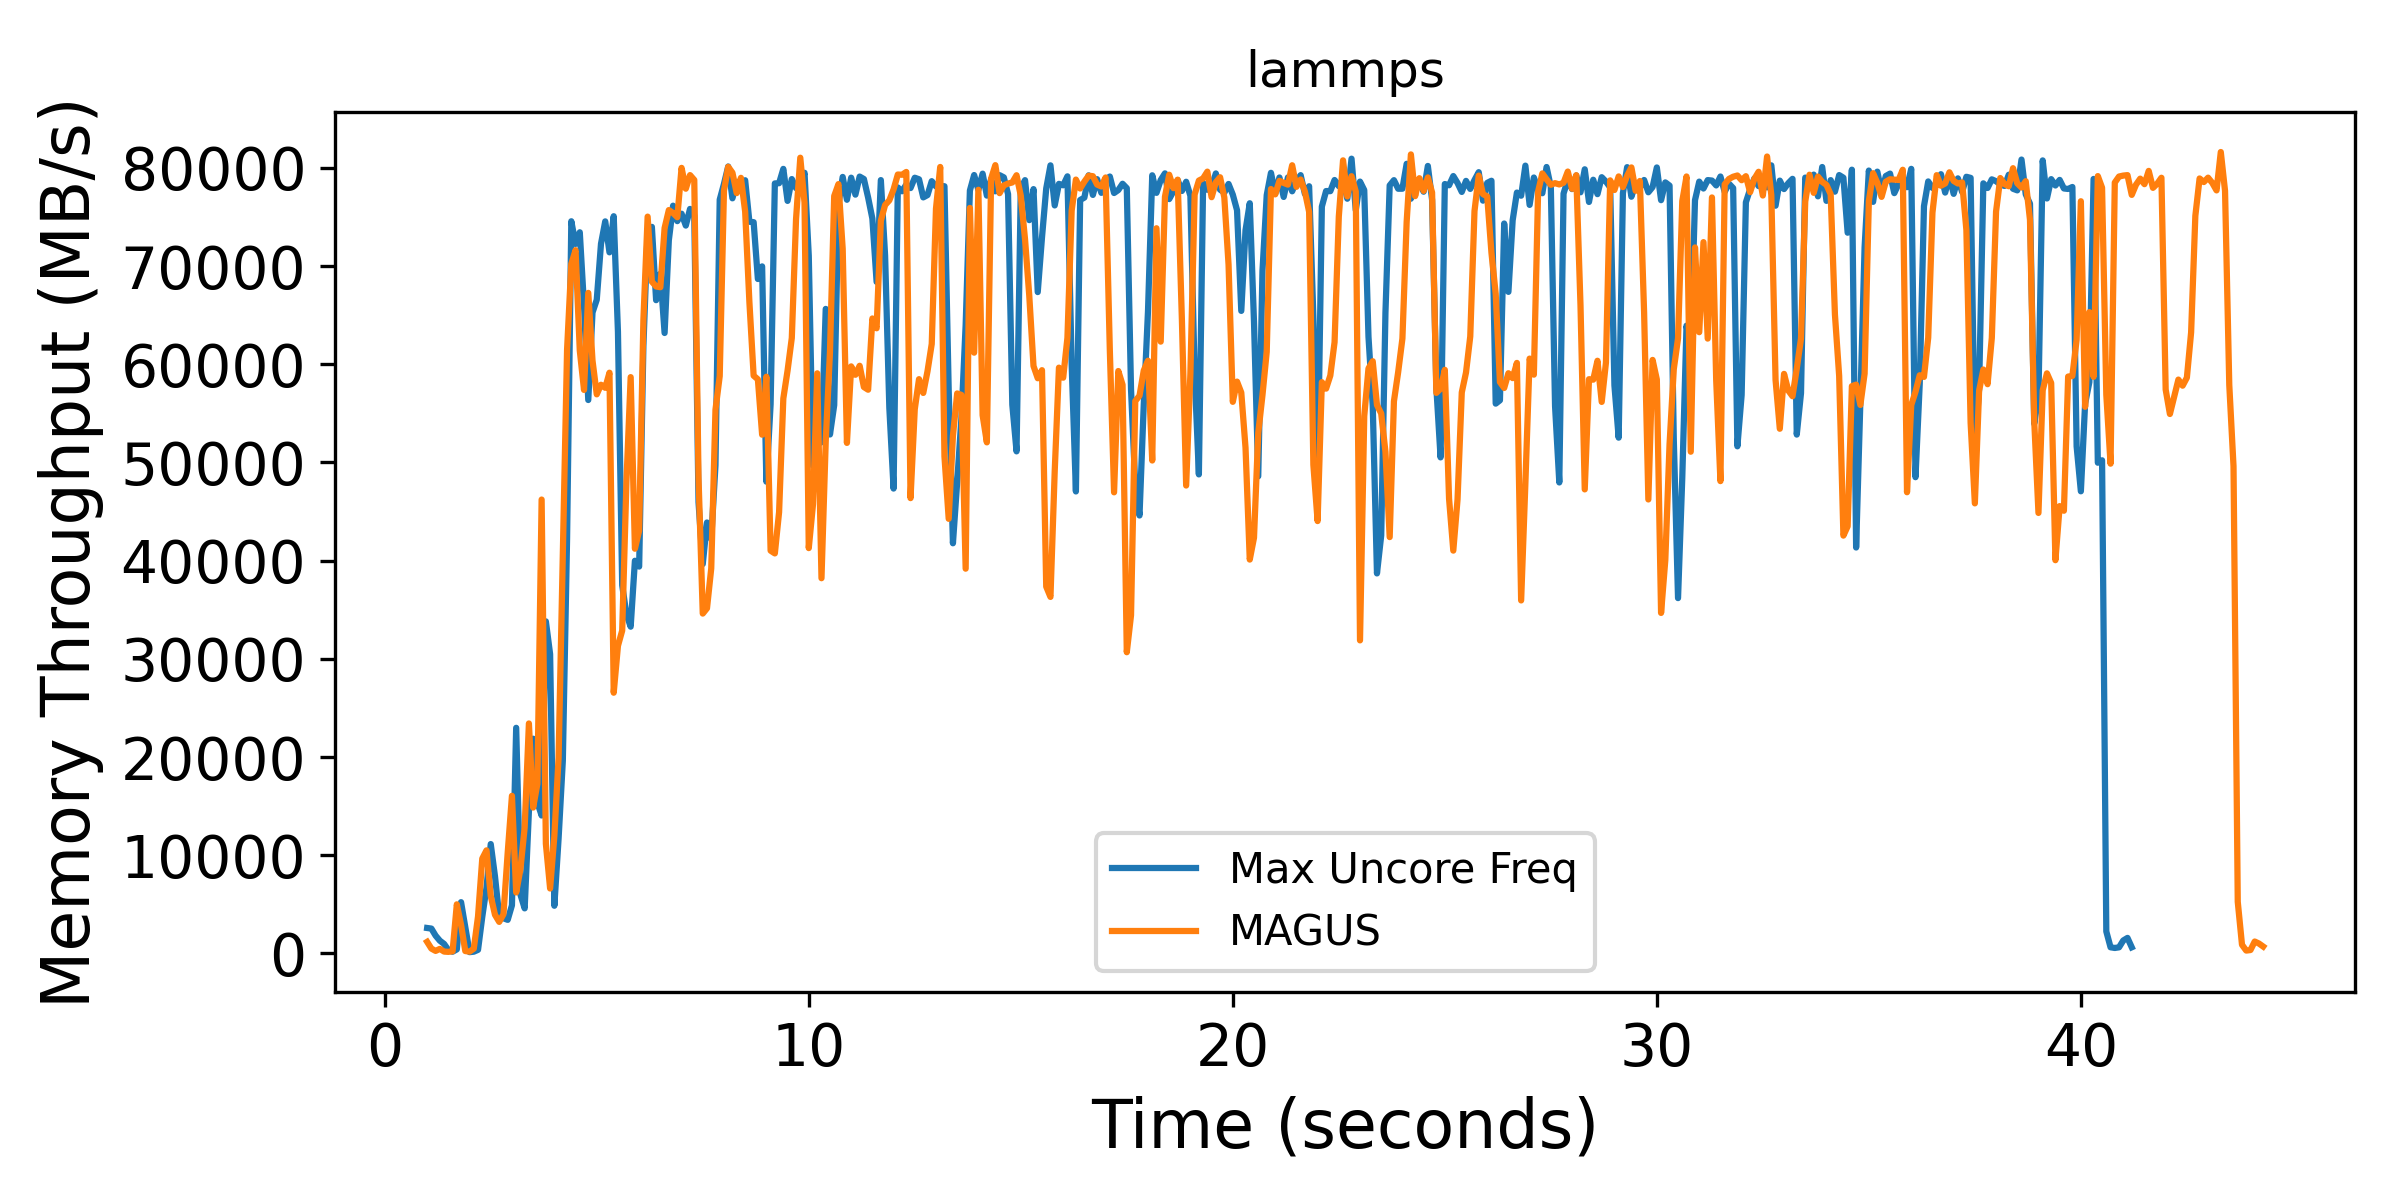 lammps
Memory Throughput (MB/s)
80000
70000
60000
50000
40000
30000
20000
10000
0
Max Uncore Freq
MAGUS
0 10 20 30 40
Time (seconds)